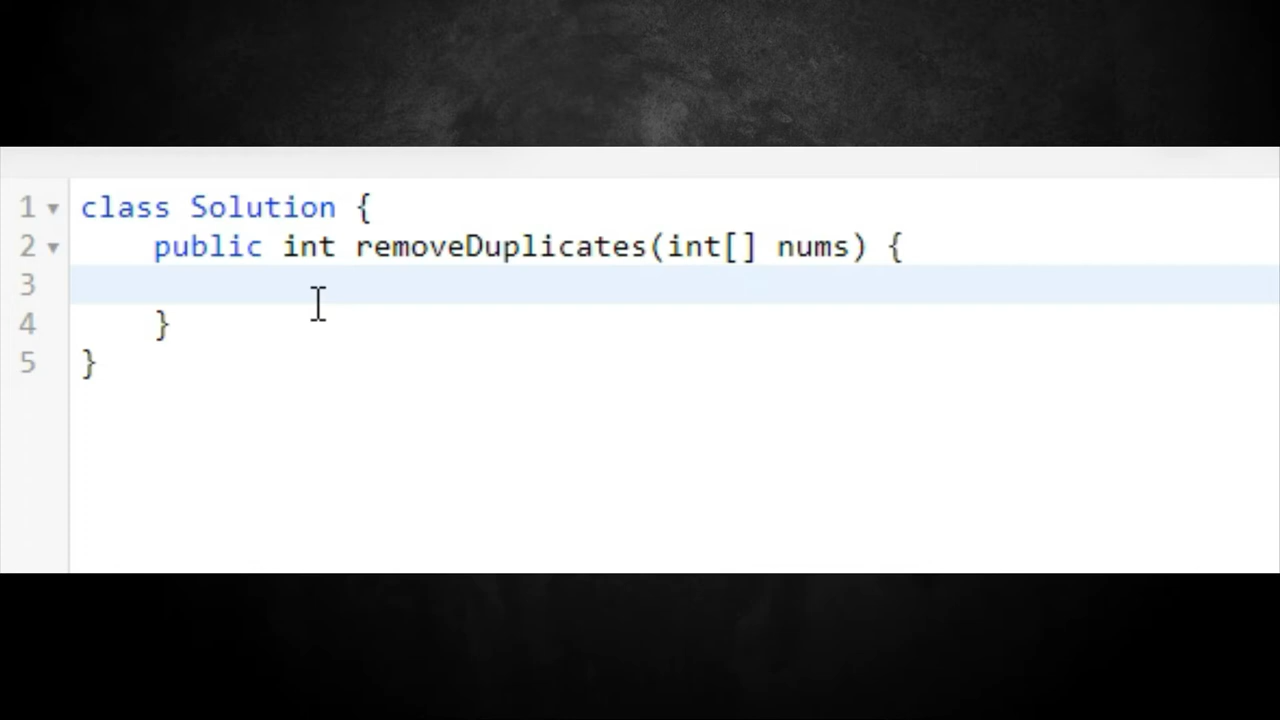 1 class Solution {
2     public int removeDuplicates(int[] nums) {
3
4     }
5 }